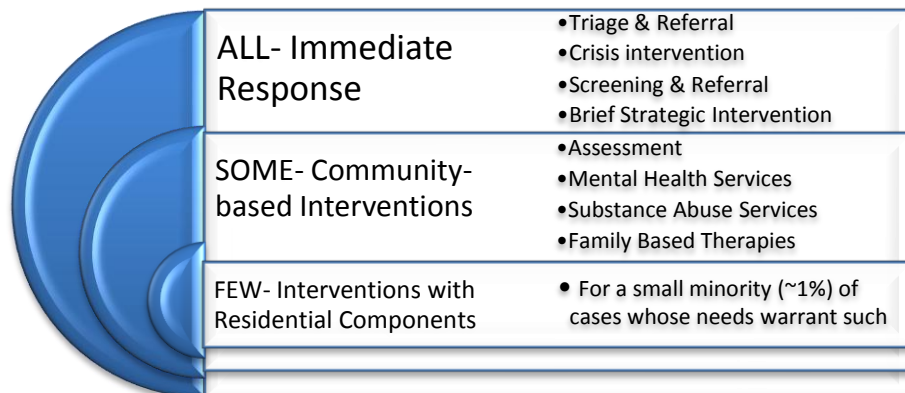 ALL- Immediate
Response
•Triage & Referral
•Crisis intervention
•Screening & Referral
•Brief Strategic Intervention
SOME- Community-
based Interventions
•Assessment
•Mental Health Services
•Substance Abuse Services
•Family Based Therapies
FEW- Interventions with
Residential Components
• For a small minority (~1%) of
cases whose needs warrant such